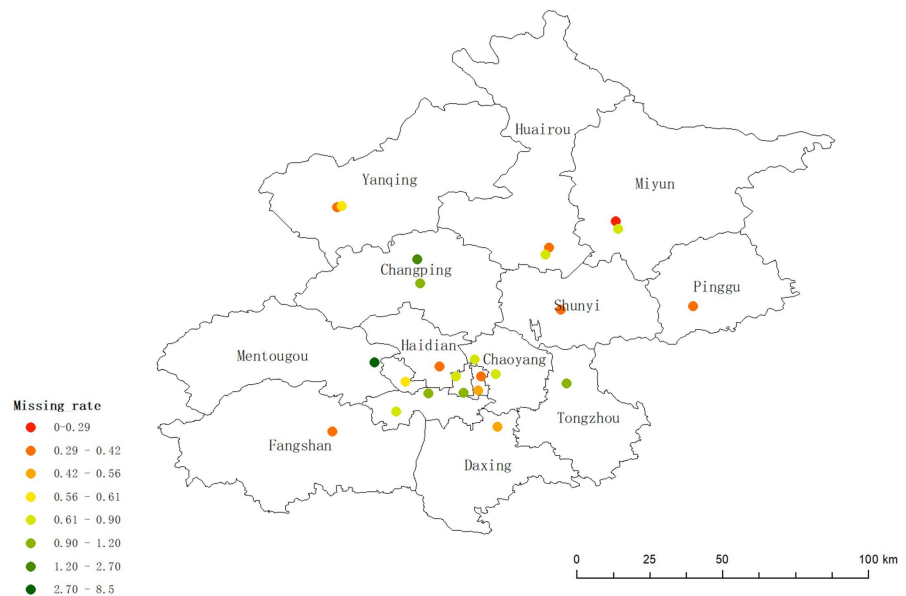 Huairou
Yanqing
Miyun
Changping
Pinggu
Shunyi
Haidian
Mentougou
Chaoyang
Tongzhou
Fangshan
Daxing
Missing rate
0-0.29
0.29 - 0.42
0.42 - 0.56
0.56 - 0.61
0.61 - 0.90
0.90 - 1.20
1.20 - 2.70
2.70 - 8.5
0 25 50 100 km